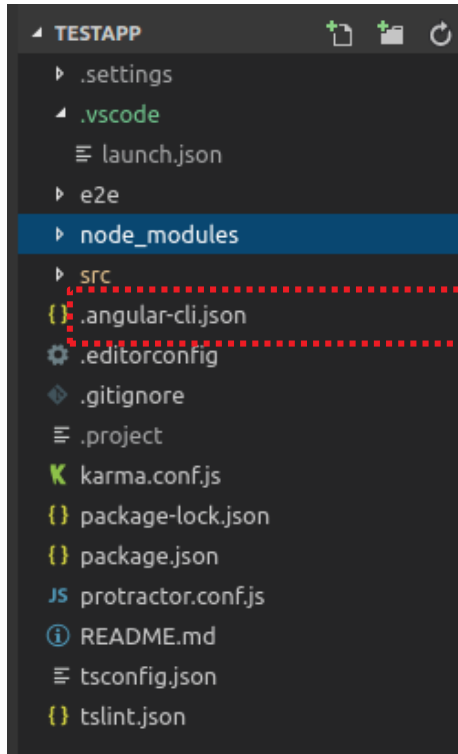 TESTAPP
.settings
.vscode
launch.json
e2e
node_modules
src
{} .angular-cli.json
.editorconfig
.gitignore
.project
K karma.conf.js
{} package-lock.json
{} package.json
JS protractor.conf.js
README.md
tsconfig.json
{} tslint.json